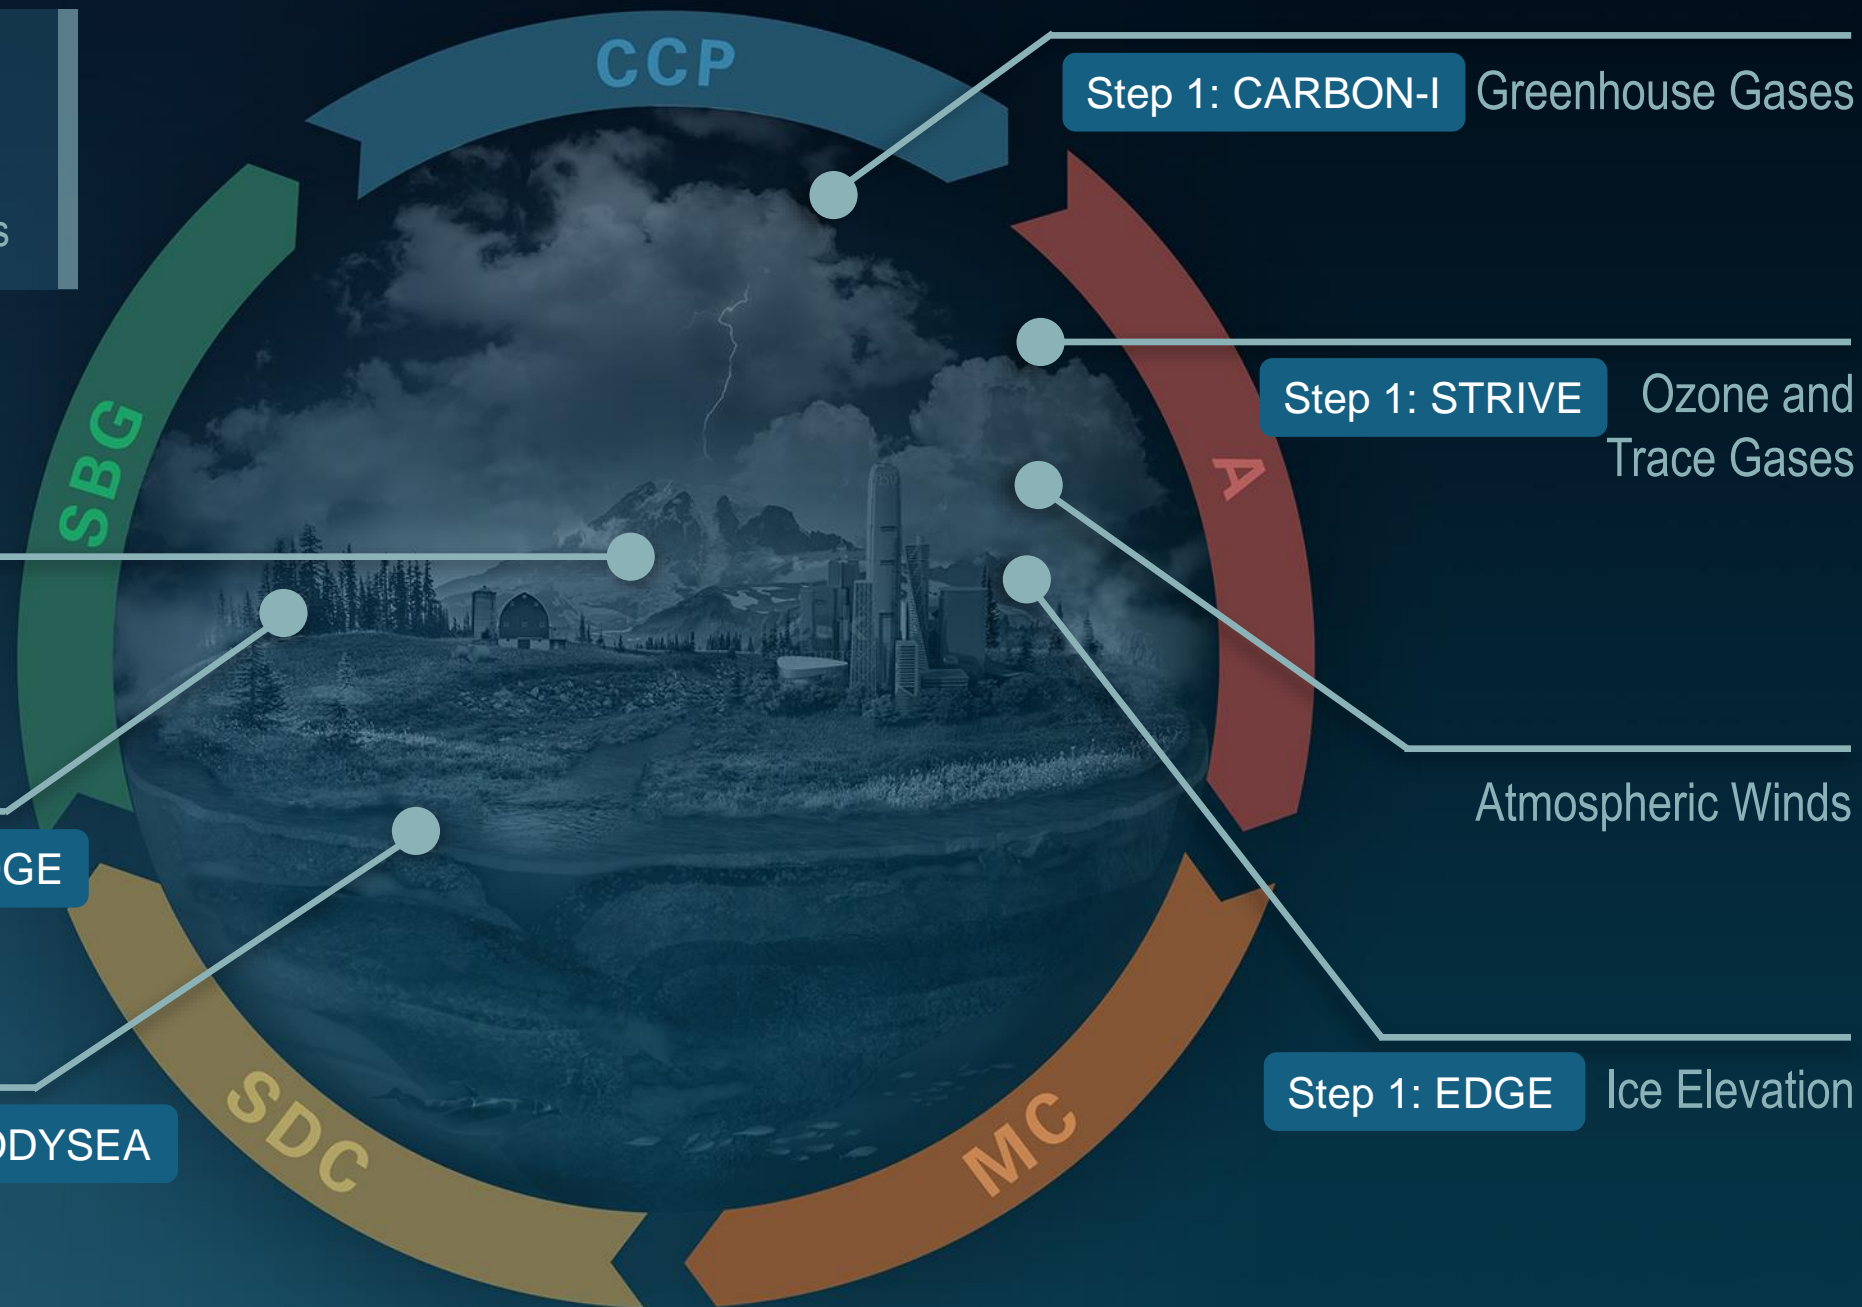 CCP
Step 1: CARBON-I Greenhouse Gases
s
SBG
A
Step 1: STRIVE Ozone and
Trace Gases
Atmospheric Winds
GE
SDC
MC
Step 1: EDGE Ice Elevation
ODYSEA